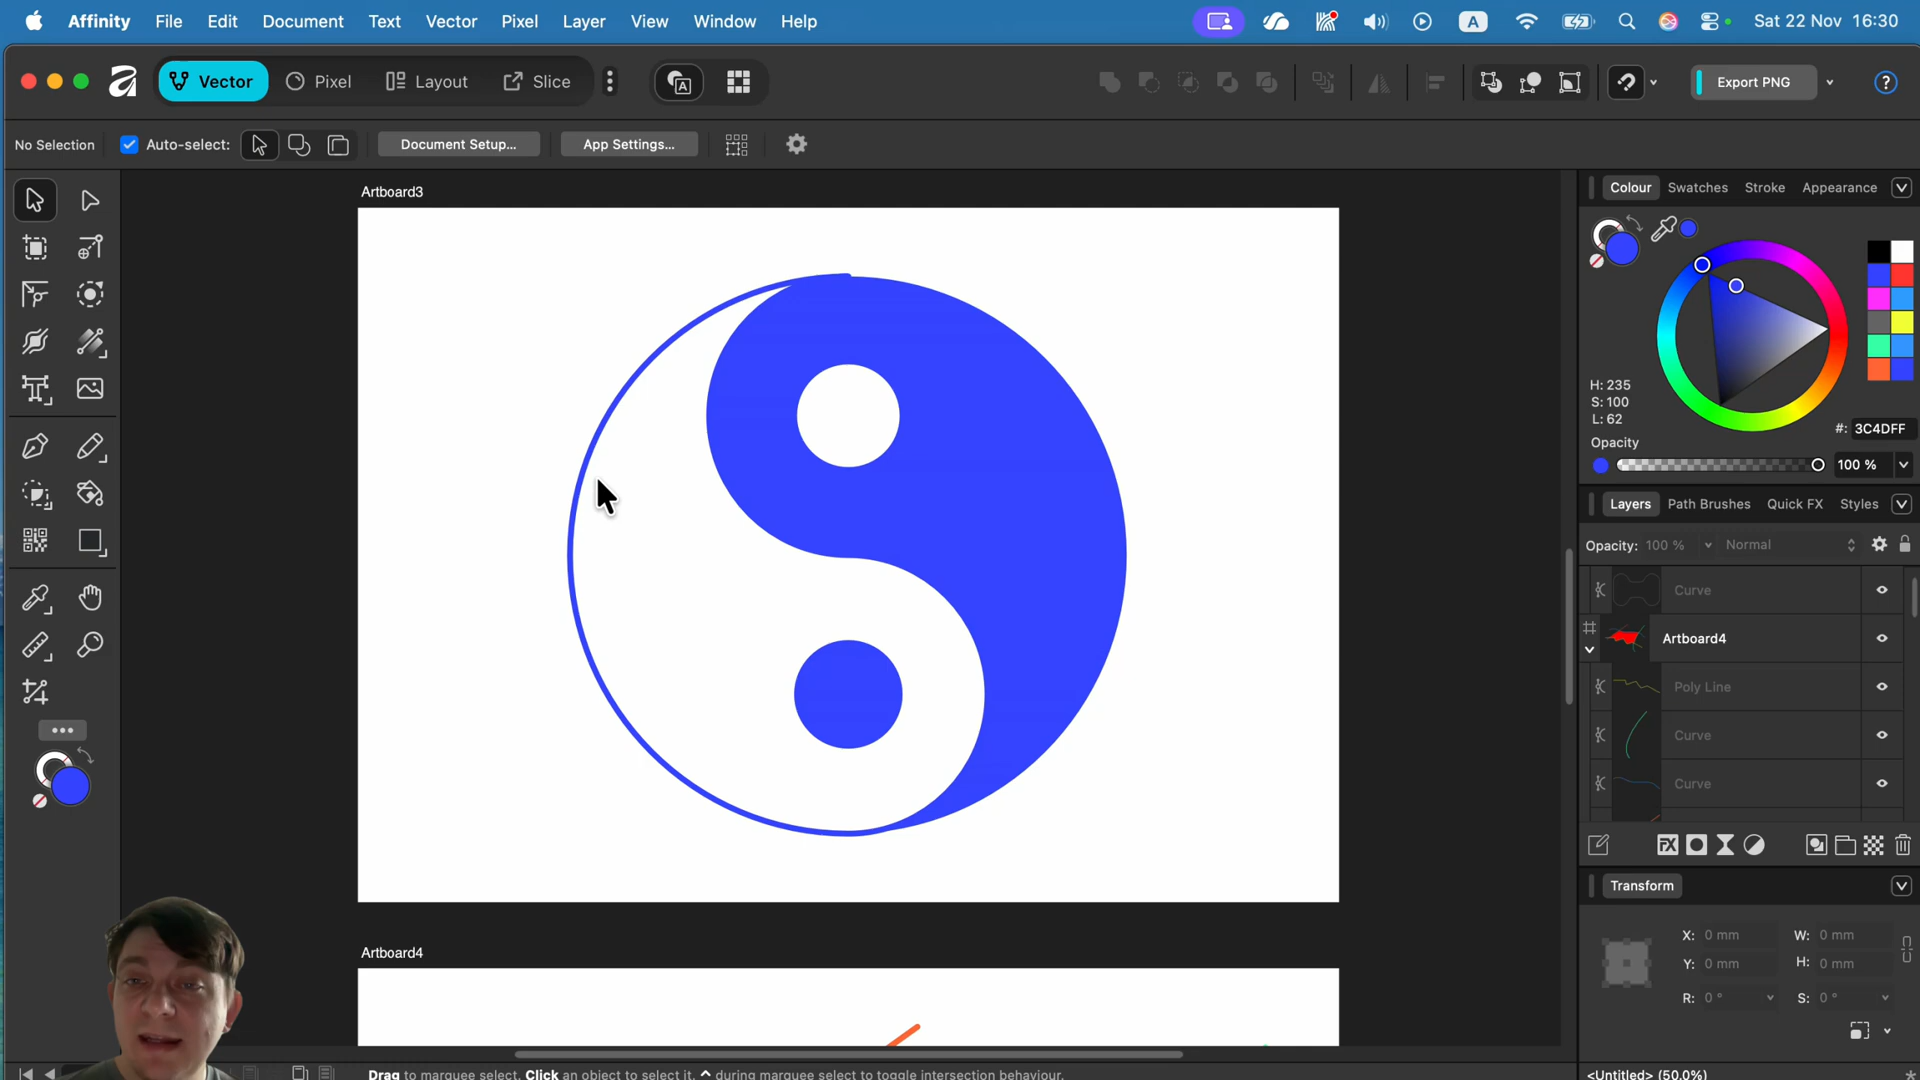 Affinity File Edit Document Text Vector Pixel Layer View Window Help
A Sat 22 Nov 16:30
Vector Pixel Layout Slice
Export PNG
No Selection Auto-select: Document Setup... App Settings...
Artboard3
Artboard4
Colour Swatches Stroke Appearance
H: 235
S: 100
L: 62
#: 3C4DFF
Opacity
100 %
Layers Path Brushes Quick FX Styles
Opacity: 100 % Normal
Curve
Artboard4
Poly Line
Curve
Curve
FX
Transform
X: 0 mm W: 0 mm
Y: 0 mm H: 0 mm
R: 0 ° S: 0 °
Drag to marquee select. Click an object to select it. ^ during marquee select to toggle intersection behaviour.
<Untitled> (50.0%)